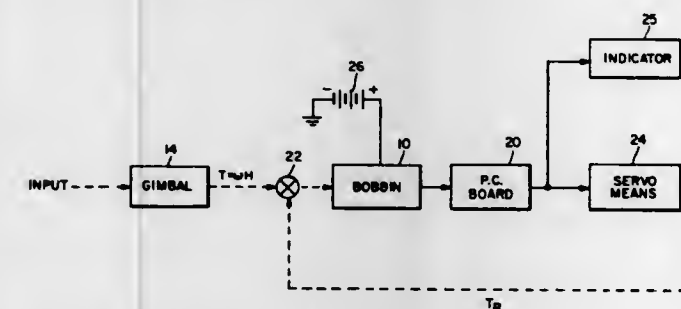 25
INDICATOR
26
- +
14
22
10
20
24
INPUT
GIMBAL
T=ωH
BOBBIN
P.C.
BOARD
SERVO
MEANS
TR